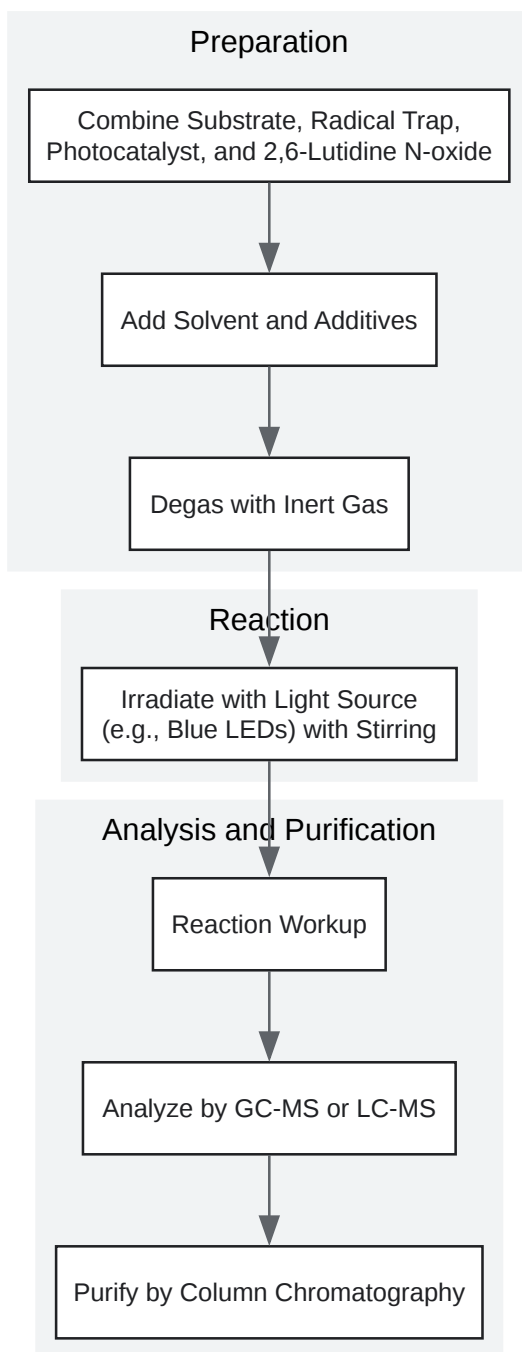 Preparation
Combine Substrate, Radical Trap,
Photocatalyst, and 2,6-Lutidine N-oxide
Add Solvent and Additives
Degas with Inert Gas
Reaction
Irradiate with Light Source
(e.g., Blue LEDs) with Stirring
Analysis and Purification
Reaction Workup
Analyze by GC-MS or LC-MS
Purify by Column Chromatography